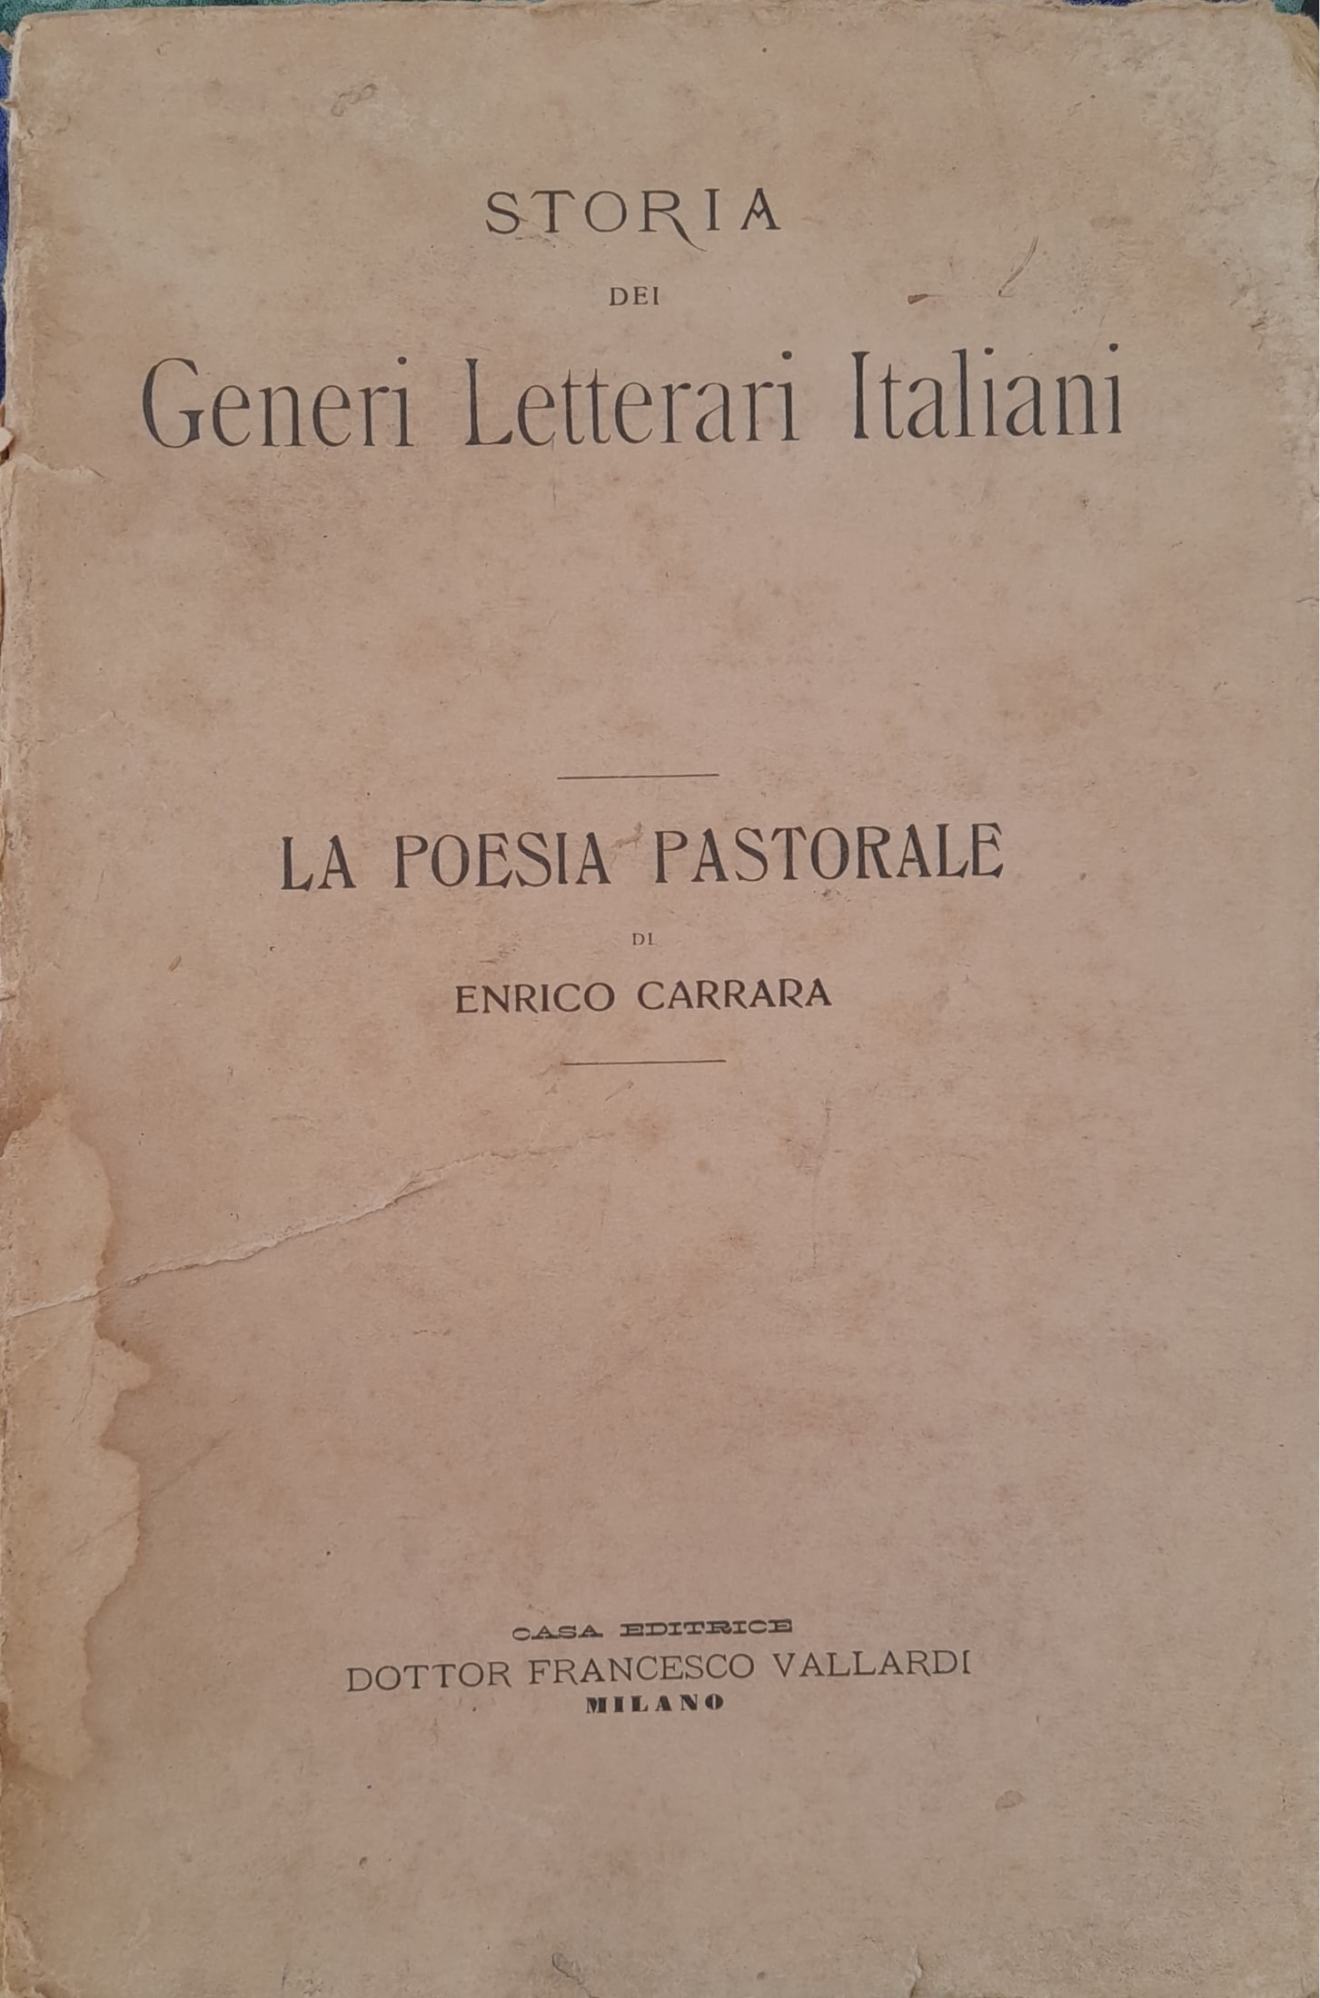 STORIA
DEI
Generi Letterari Italiani
LA POESIA PASTORALE
DI
ENRICO CARRARA
CASA EDITRICE
DOTTOR FRANCESCO VALLARDI
MILANO